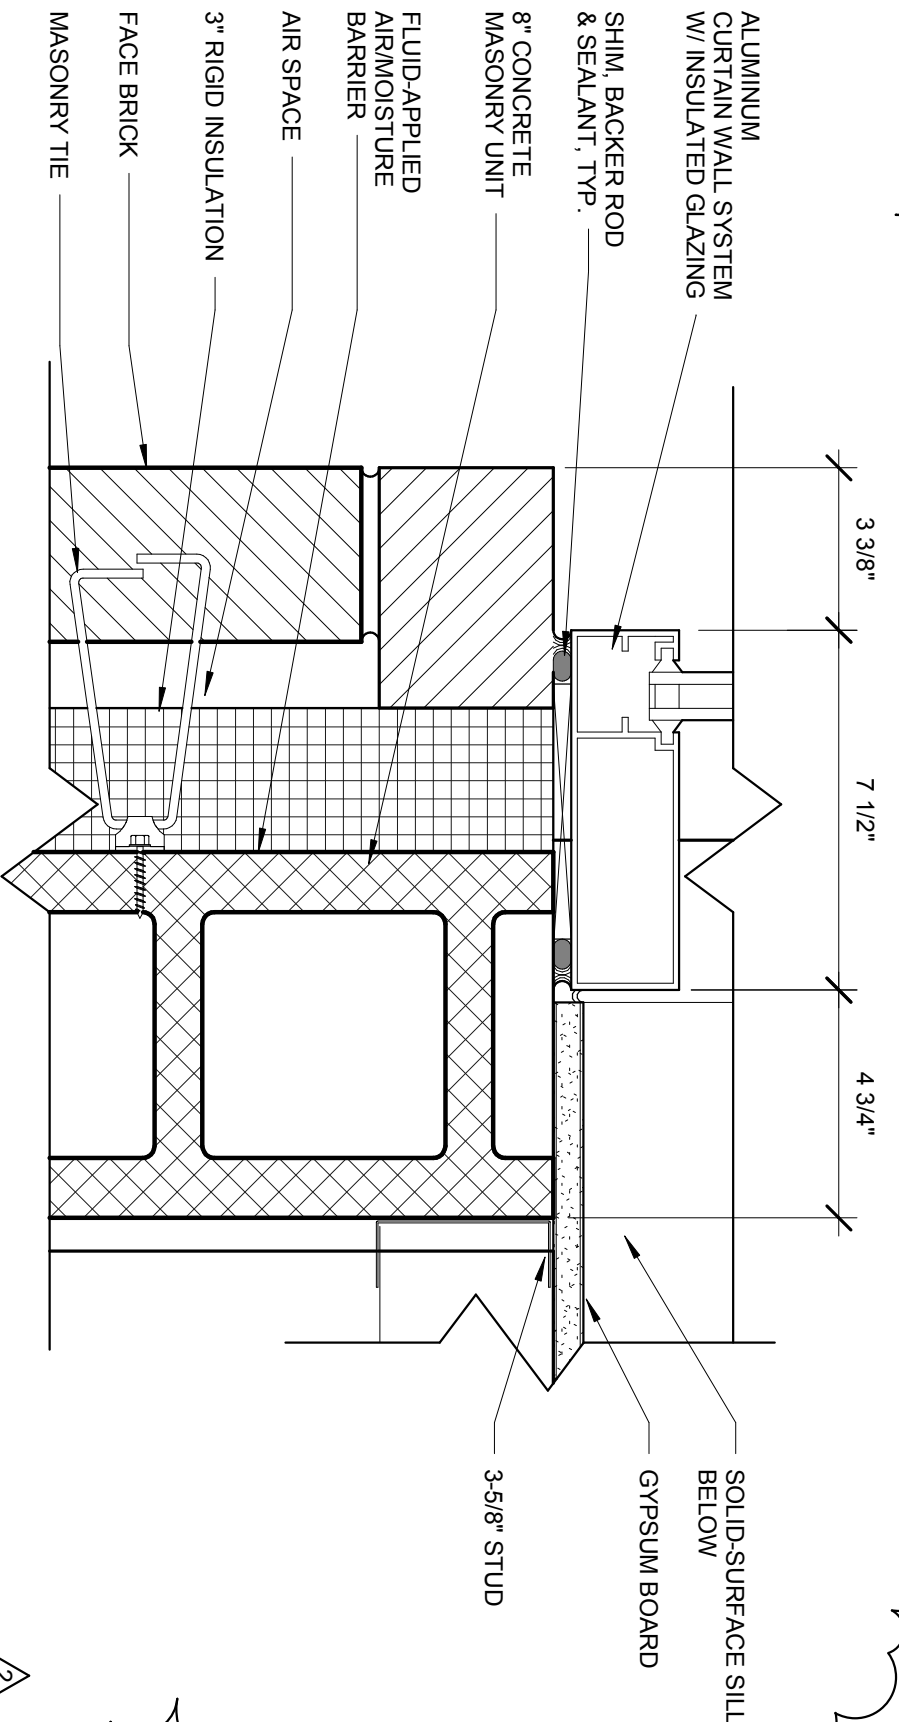 ALUMINUM
CURTAIN WALL SYSTEM
W/ INSULATED GLAZING
SHIM, BACKER ROD
& SEALANT, TYP.
8" CONCRETE
MASONRY UNIT
FLUID-APPLIED
AIR/MOISTURE
BARRIER
AIR SPACE
3" RIGID INSULATION
FACE BRICK
MASONRY TIE
3 3/8"
7 1/2"
4 3/4"
SOLID-SURFACE SILL
BELOW
GYPSUM BOARD
3-5/8" STUD
2